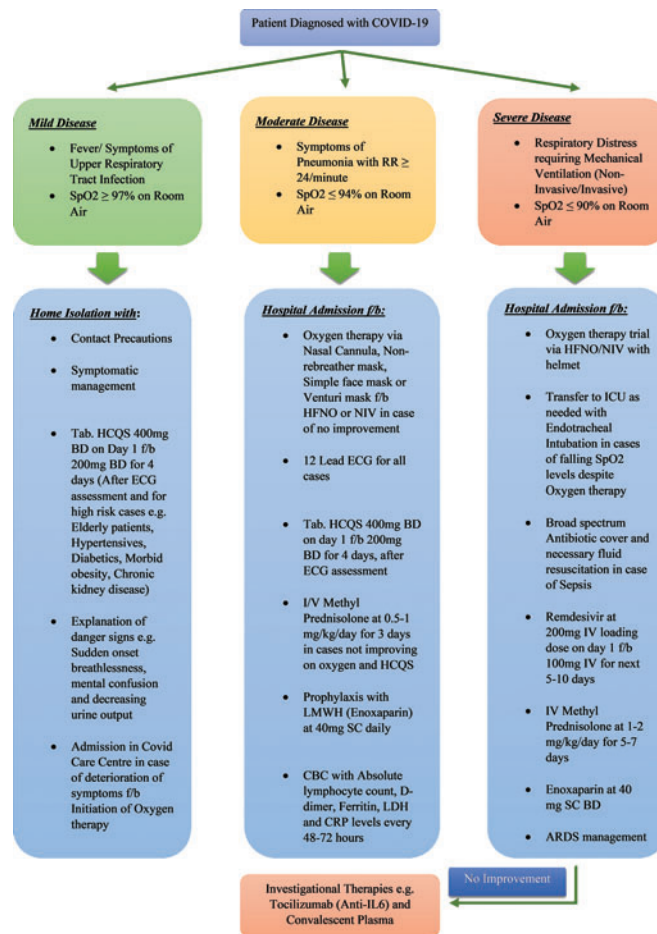 Patient Diagnosed with COVID-19
Mild Disease
• Fever/ Symptoms of
Upper Respiratory
Tract Infection
• SpO2 ≥ 97% on Room
Air
Moderate Disease
• Symptoms of
Pneumonia with RR ≥
24/minute
• SpO2 ≤ 94% on Room
Air
Severe Disease
• Respiratory Distress
requiring Mechanical
Ventilation (Non-
Invasive/Invasive)
• SpO2 ≤ 90% on Room
Air
Home Isolation with:
• Contact Precautions
• Symptomatic
management
• Tab. HCQS 400mg
BD on Day 1 f/b
200mg BD for 4
days (After ECG
assessment and for
high risk cases e.g.
Elderly patients,
Hypertensives,
Diabetics, Morbid
obesity, Chronic
kidney disease)
• Explanation of
danger signs e.g.
Sudden onset
breathlessness,
mental confusion
and decreasing
urine output
• Admission in Covid
Care Centre in case
of deterioration of
symptoms f/b
Initiation of Oxygen
therapy
Hospital Admission f/b:
• Oxygen therapy via
Nasal Cannula, Non-
rebreather mask,
Simple face mask or
Venturi mask f/b
HFNO or NIV in case
of no improvement
• 12 Lead ECG for all
cases
• Tab. HCQS 400mg BD
on day 1 f/b 200mg
BD for 4 days, after
ECG assessment
• I/V Methyl
Prednisolone at 0.5-1
mg/kg/day for 3 days
in cases not improving
on oxygen and HCQS
• Prophylaxis with
LMWH (Enoxaparin)
at 40mg SC daily
• CBC with Absolute
lymphocyte count, D-
dimer, Ferritin, LDH
and CRP levels every
48-72 hours
Hospital Admission f/b:
• Oxygen therapy trial
via HFNO/NIV with
helmet
• Transfer to ICU as
needed with
Endotracheal
Intubation in cases
of falling SpO2
levels despite
Oxygen therapy
• Broad spectrum
Antibiotic cover and
necessary fluid
resuscitation in case
of Sepsis
• Remdesivir at
200mg IV loading
dose on day 1 f/b
100mg IV for next
5-10 days
• IV Methyl
Prednisolone at 1-2
mg/kg/day for 5-7
days
• Enoxaparin at 40
mg SC BD
• ARDS management
No Improvement
Investigational Therapies e.g.
Tocilizumab (Anti-IL6) and
Convalescent Plasma